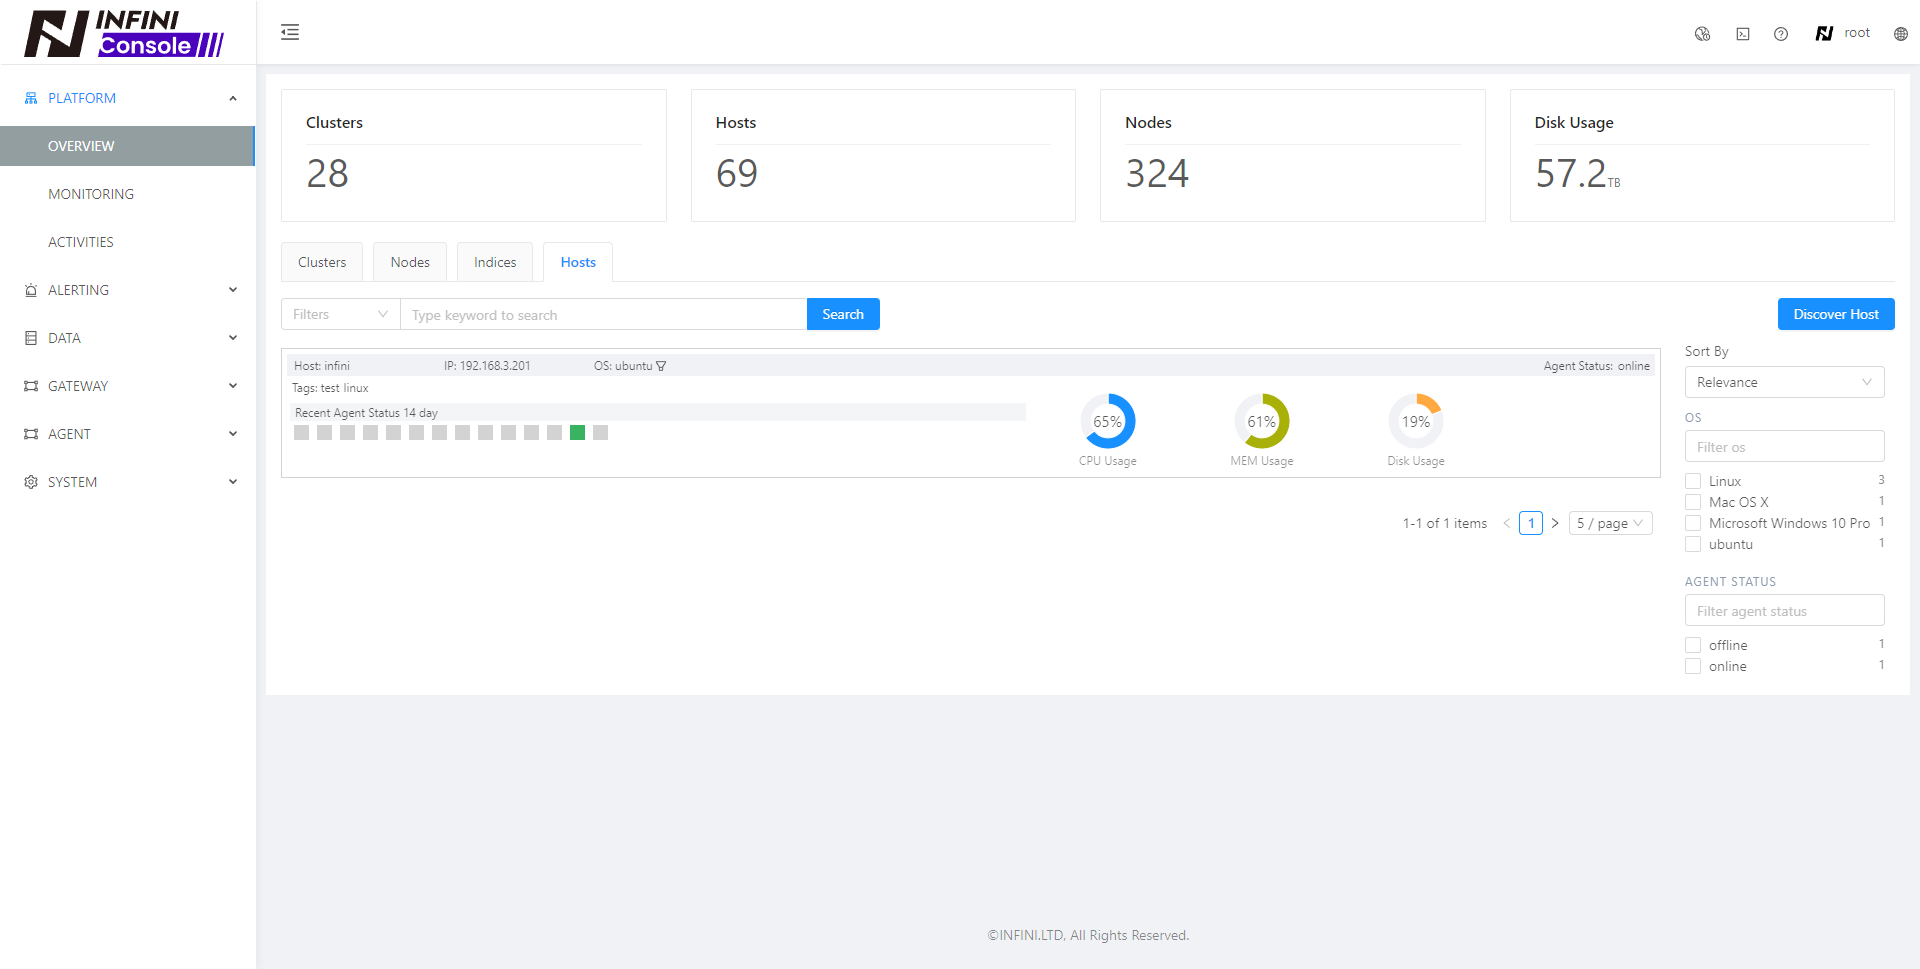 INFINI
Console
root
PLATFORM
OVERVIEW
MONITORING
ACTIVITIES
ALERTING
DATA
GATEWAY
AGENT
SYSTEM
Clusters
28
Hosts
69
Nodes
324
Disk Usage
57.2TB
Clusters Nodes Indices Hosts
Filters Type keyword to search Search Discover Host
Host: infini IP: 192.168.3.201 OS: ubuntu Agent Status: online
Tags: test linux
Recent Agent Status 14 day
65%
CPU Usage
61%
MEM Usage
19%
Disk Usage
1-1 of 1 items < 1 > 5 / page
Sort By
Relevance
OS
Filter os
Linux 3
Mac OS X 1
Microsoft Windows 10 Pro 1
ubuntu 1
AGENT STATUS
Filter agent status
offline 1
online 1
©INFINI.LTD, All Rights Reserved.